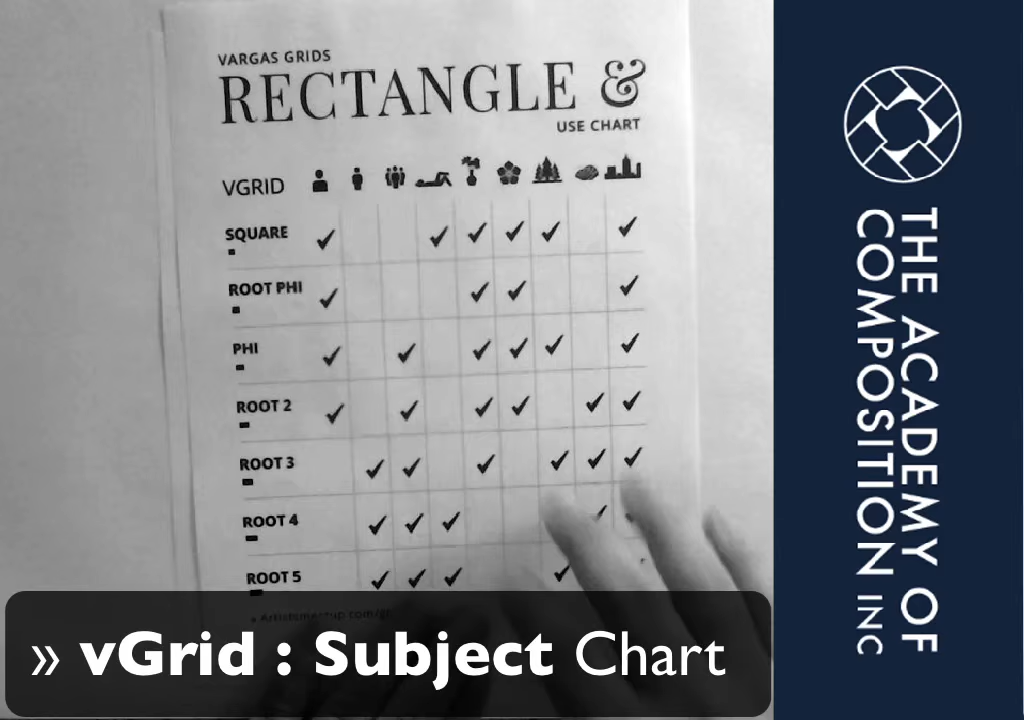 VARGAS GRIDS
RECTANGLE &
USE CHART
VGRID
SQUARE
ROOT PHI
PHI
ROOT 2
ROOT 3
ROOT 4
ROOT 5
» vGrid : Subject Chart
THE ACADEMY OF
COMPOSITION INC